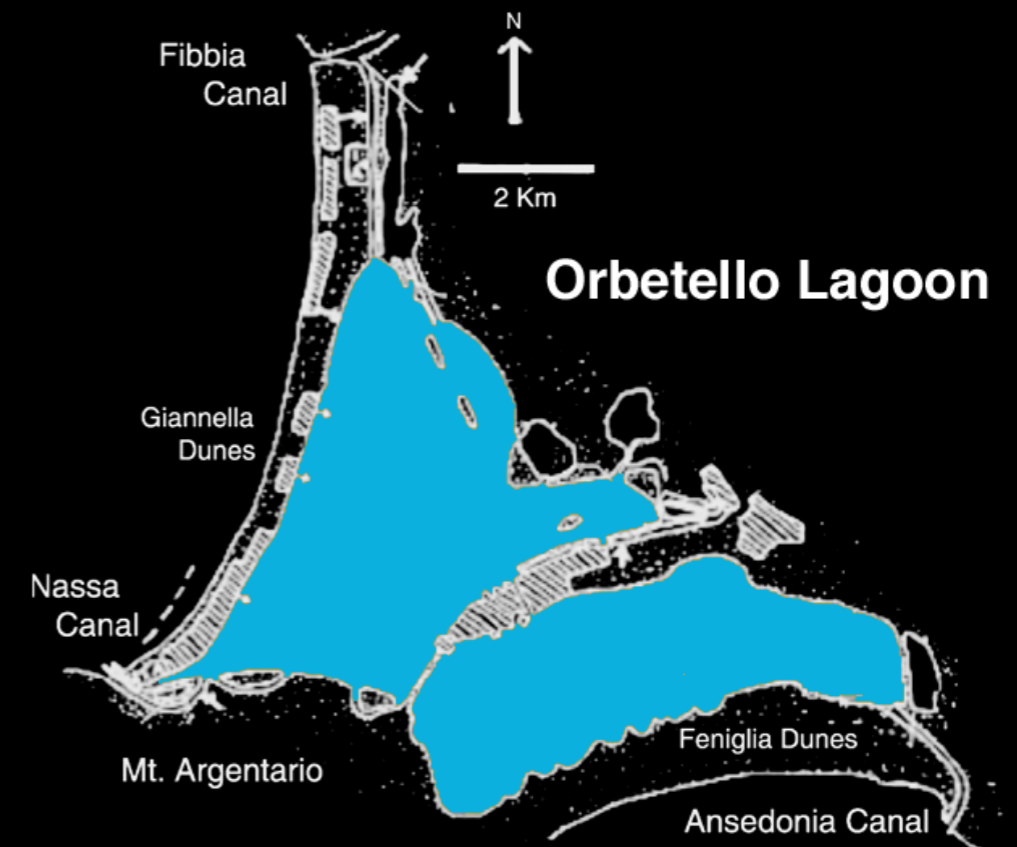 N
Fibbia
Canal
2 Km
Orbetello Lagoon
Giannella
Dunes
Nassa
Canal
Feniglia Dunes
Mt. Argentario
Ansedonia Canal